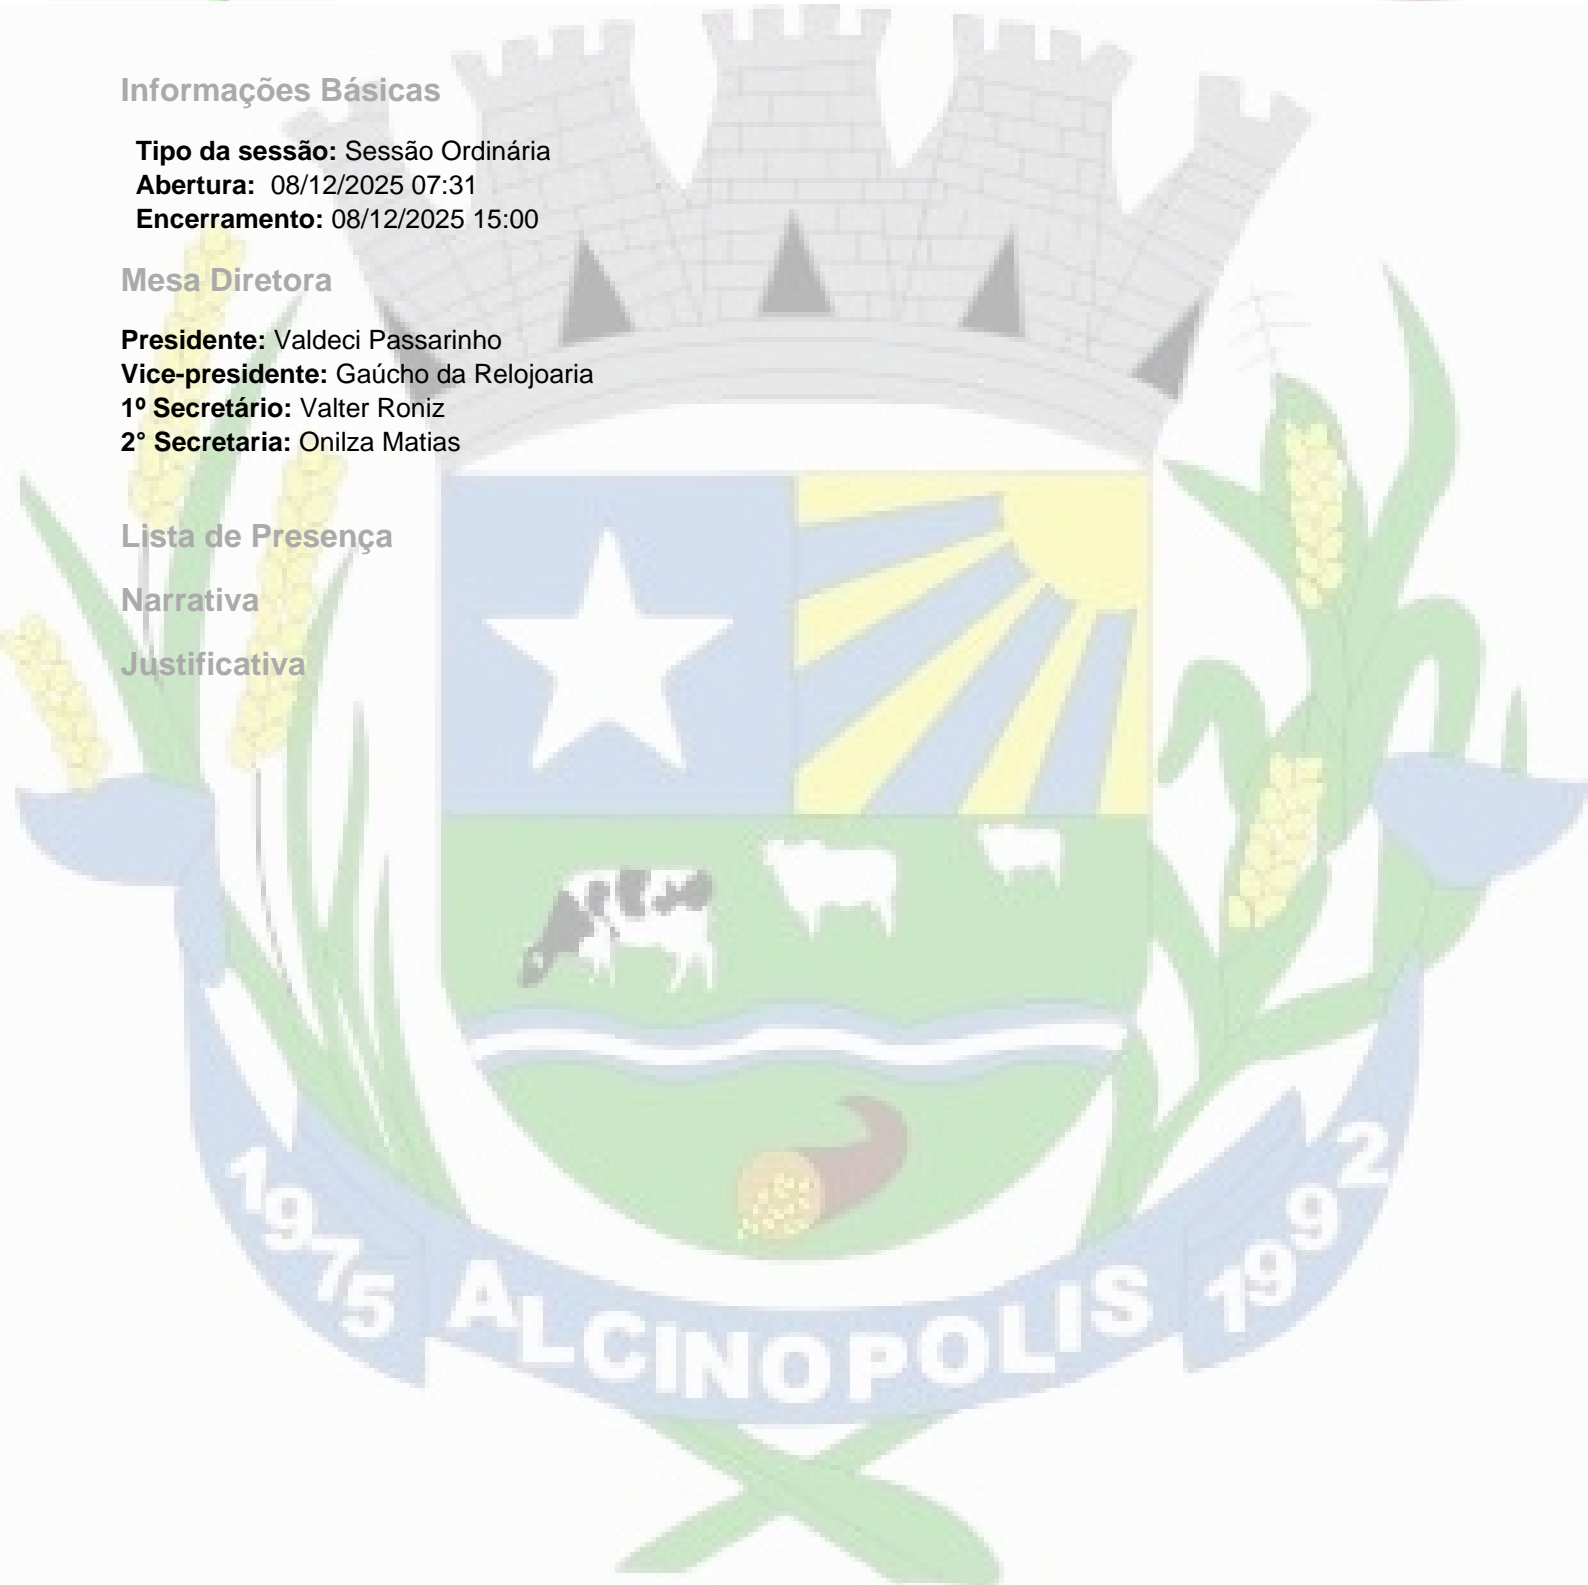 Informações Básicas
Tipo da sessão: Sessão Ordinária
Abertura: 08/12/2025 07:31
Encerramento: 08/12/2025 15:00
Mesa Diretora
Presidente: Valdeci Passarinho
Vice-presidente: Gaúcho da Relojoaria
1º Secretário: Valter Roniz
2° Secretaria: Onilza Matias
Lista de Presença
Narrativa
Justificativa
1975 ALCINOPOLIS 1992